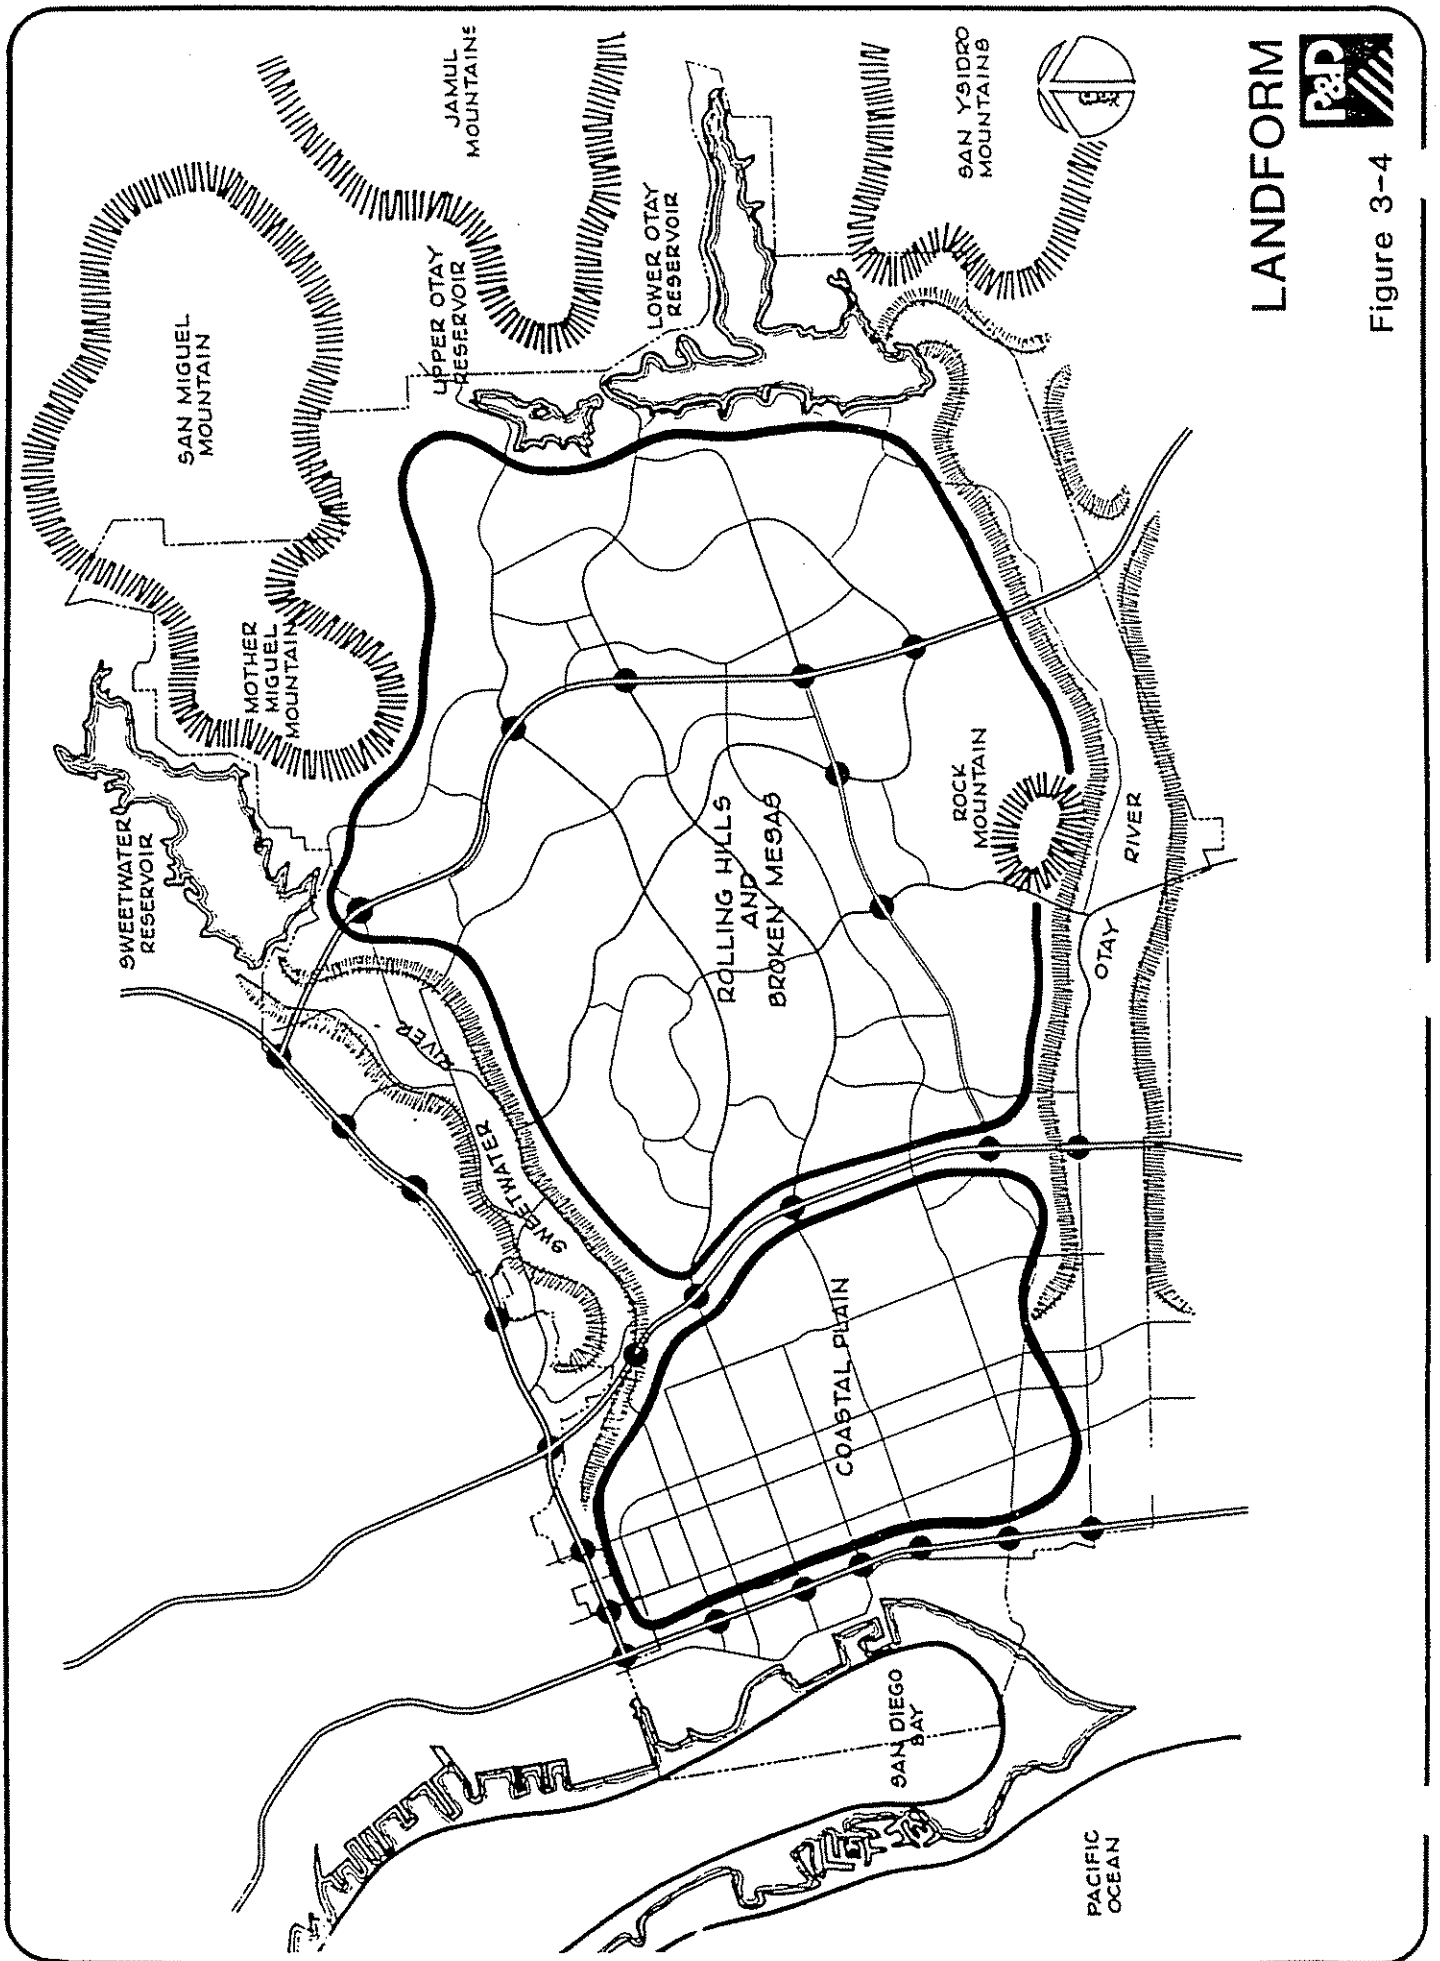 JAMUL
MOUNTAINS
SAN YSIDRO
MOUNTAINS
SAN MIGUEL
MOUNTAIN
UPPER OTAY
RESERVOIR
LOWER OTAY
RESERVOIR
MOTHER
MIGUEL
MOUNTAIN
SWEETWATER
RESERVOIR
ROCK
MOUNTAIN
ROLLING HILLS
AND
BROKEN MESAS
OTAY RIVER
SWEETWATER RIVER
COASTAL PLAIN
SAN DIEGO
BAY
PACIFIC
OCEAN
LANDFORM
P&D
Figure 3-4